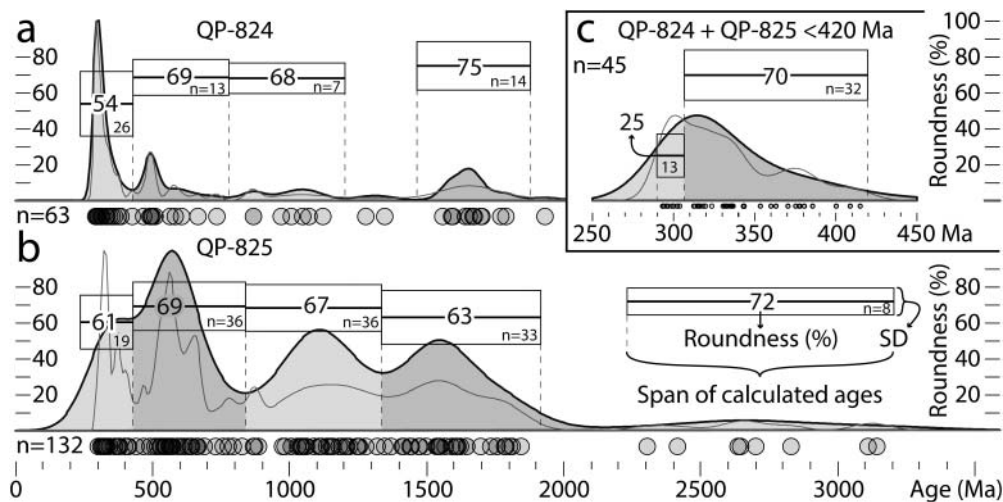 a
QP-824
80
60
40
20
54
26
69
n=13
68
n=7
75
n=14
n=63
c
QP-824 + QP-825 <420 Ma
n=45
70
n=32
25
13
100
80
60
40
20
Roundness (%)
250 300 350 400 450 Ma
b
QP-825
80
60
40
20
61
19
69
n=36
67
n=36
63
n=33
72
n=8
Roundness (%) SD
Span of calculated ages
80
60
40
20
Roundness (%)
n=132
0 500 1000 1500 2000 2500 3000 Age (Ma)